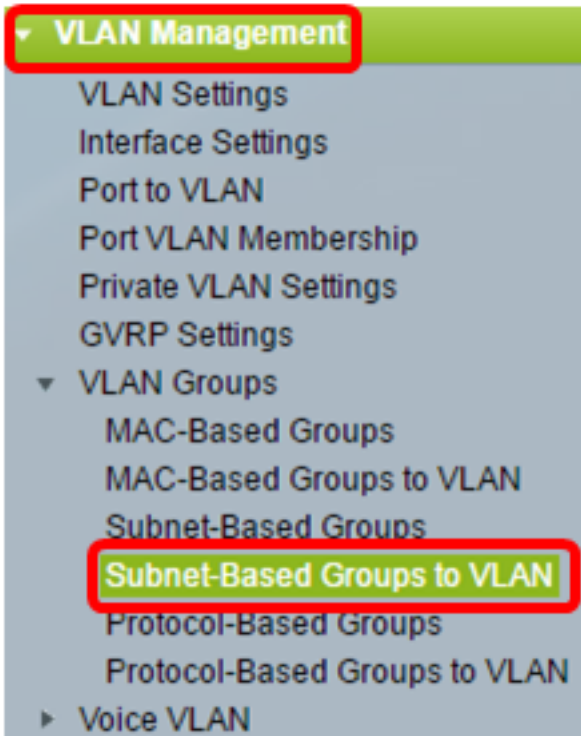 VLAN Management
VLAN Settings
Interface Settings
Port to VLAN
Port VLAN Membership
Private VLAN Settings
GVRP Settings
VLAN Groups
MAC-Based Groups
MAC-Based Groups to VLAN
Subnet-Based Groups
Subnet-Based Groups to VLAN
Protocol-Based Groups
Protocol-Based Groups to VLAN
Voice VLAN